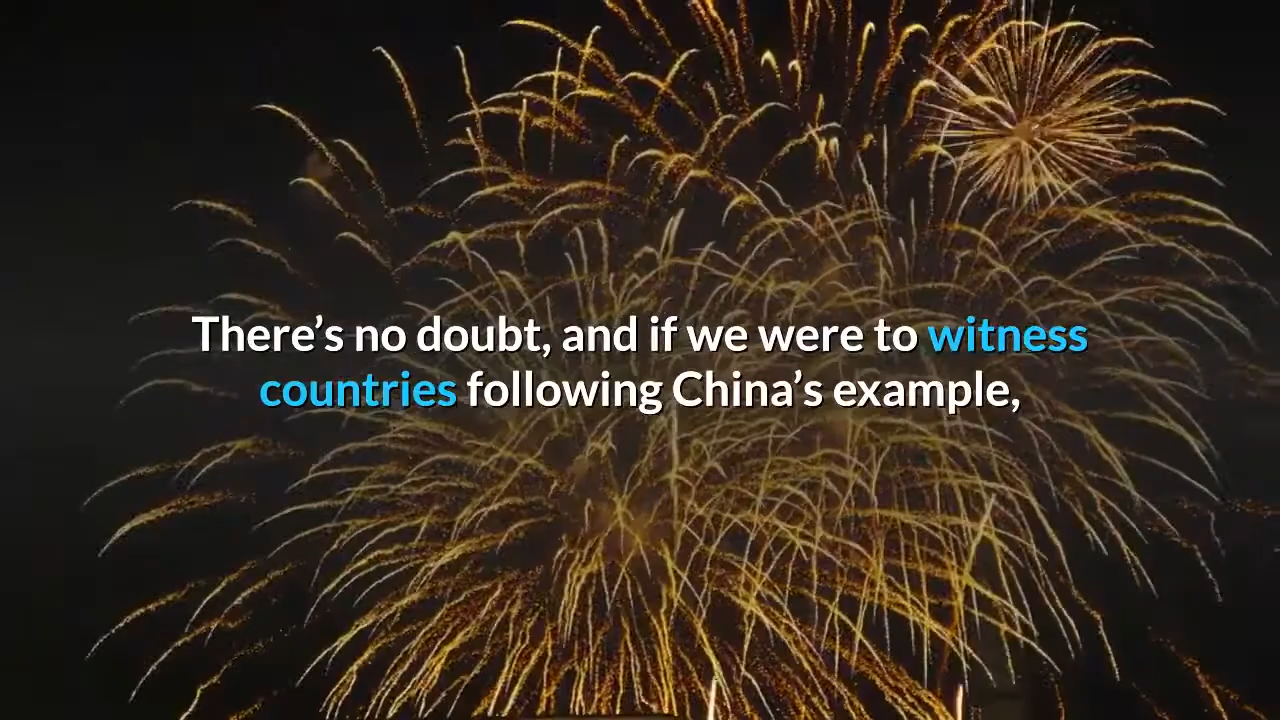 There’s no doubt, and if we were to witness
countries following China’s example,